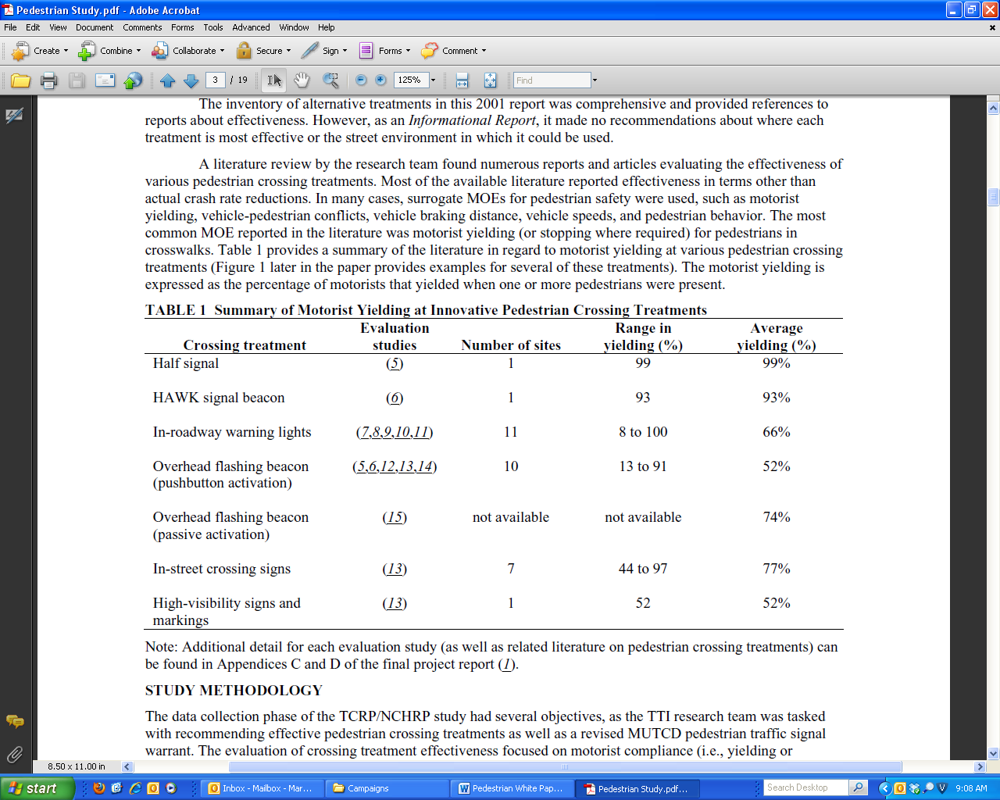 Pedestrian Study.pdf - Adobe Acrobat
File Edit View Document Comments Forms Tools Advanced Window Help
Create Combine Collaborate Secure Sign Forms Comment
3 / 19 125% Find
The inventory of alternative treatments in this 2001 report was comprehensive and provided references to
reports about effectiveness. However, as an Informational Report, it made no recommendations about where each
treatment is most effective or the street environment in which it could be used.
A literature review by the research team found numerous reports and articles evaluating the effectiveness of
various pedestrian crossing treatments. Most of the available literature reported effectiveness in terms other than
actual crash rate reductions. In many cases, surrogate MOEs for pedestrian safety were used, such as motorist
yielding, vehicle-pedestrian conflicts, vehicle braking distance, vehicle speeds, and pedestrian behavior. The most
common MOE reported in the literature was motorist yielding (or stopping where required) for pedestrians in
crosswalks. Table 1 provides a summary of the literature in regard to motorist yielding at various pedestrian crossing
treatments (Figure 1 later in the paper provides examples for several of these treatments). The motorist yielding is
expressed as the percentage of motorists that yielded when one or more pedestrians were present.
TABLE 1 Summary of Motorist Yielding at Innovative Pedestrian Crossing Treatments
Evaluation Range in Average
Crossing treatment studies Number of sites yielding (%) yielding (%)
Half signal (5) 1 99 99%
HAWK signal beacon (6) 1 93 93%
In-roadway warning lights (7,8,9,10,11) 11 8 to 100 66%
Overhead flashing beacon (5,6,12,13,14) 10 13 to 91 52%
(pushbutton activation)
Overhead flashing beacon (15) not available not available 74%
(passive activation)
In-street crossing signs (13) 7 44 to 97 77%
High-visibility signs and (13) 1 52 52%
markings
Note: Additional detail for each evaluation study (as well as related literature on pedestrian crossing treatments) can
be found in Appendices C and D of the final project report (1).
STUDY METHODOLOGY
The data collection phase of the TCRP/NCHRP study had several objectives, as the TTI research team was tasked
with recommending effective pedestrian crossing treatments as well as a revised MUTCD pedestrian traffic signal
warrant. The evaluation of crossing treatment effectiveness focused on motorist compliance (i.e., yielding or
8.50 x 11.00 in
start Inbox - Mailbox - Mar... Campaigns Pedestrian White Pap... Pedestrian Study.pdf... Search Desktop 9:08 AM